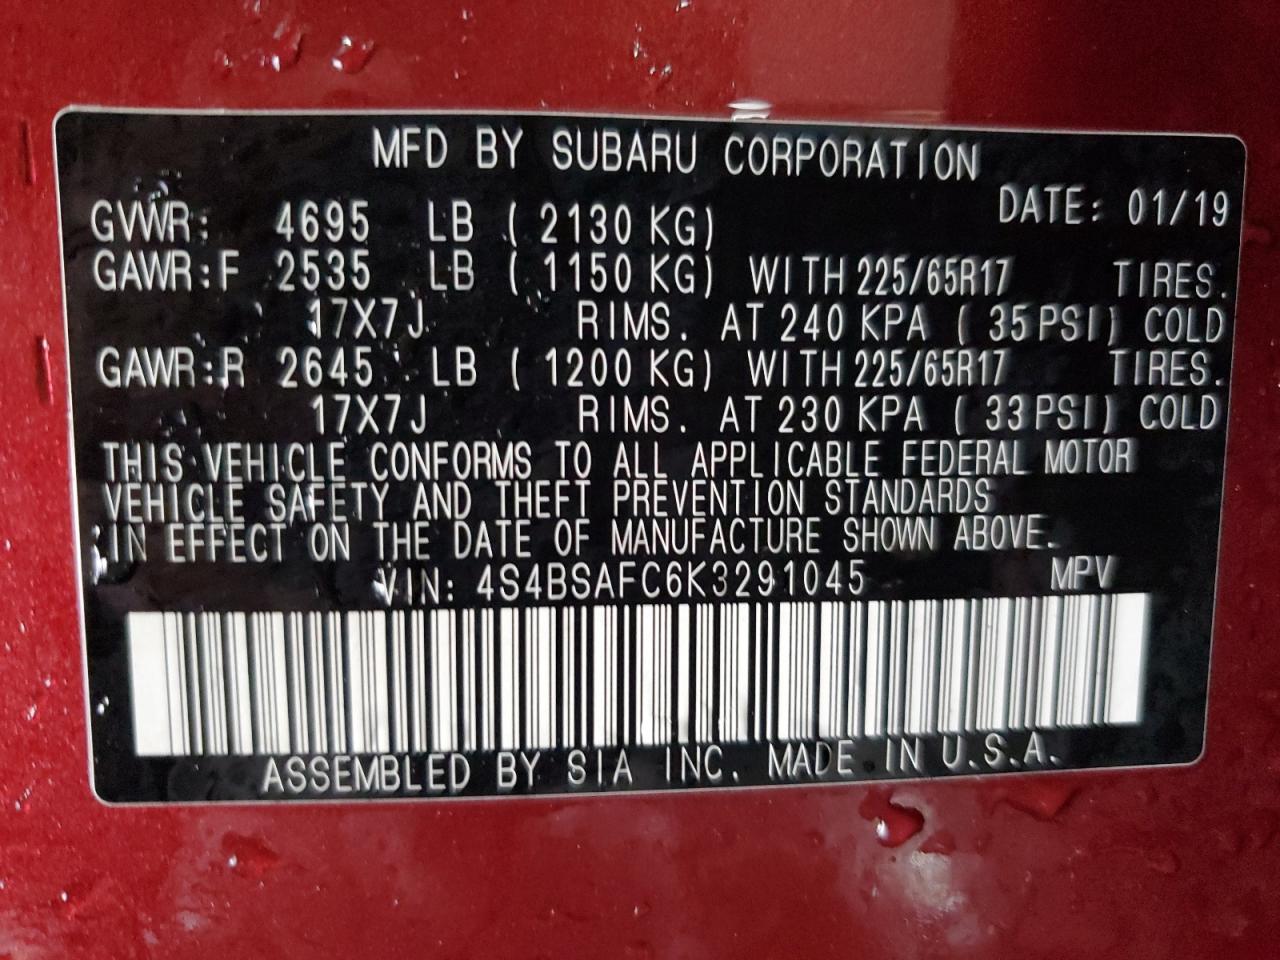 MFD BY SUBARU CORPORATION
DATE: 01/19
GVWR: 4695 LB ( 2130 KG)
GAWR:F 2535 LB ( 1150 KG) WITH 225/65R17 TIRES.
17X7J RIMS. AT 240 KPA ( 35PSI) COLD
GAWR:R 2645 LB ( 1200 KG) WITH 225/65R17 TIRES.
17X7J RIMS. AT 230 KPA ( 33PSI) COLD
THIS VEHICLE CONFORMS TO ALL APPLICABLE FEDERAL MOTOR
VEHICLE SAFETY AND THEFT PREVENTION STANDARDS
IN EFFECT ON THE DATE OF MANUFACTURE SHOWN ABOVE.
VIN: 4S4BSAFC6K3291045 MPV
ASSEMBLED BY SIA INC. MADE IN U.S.A.